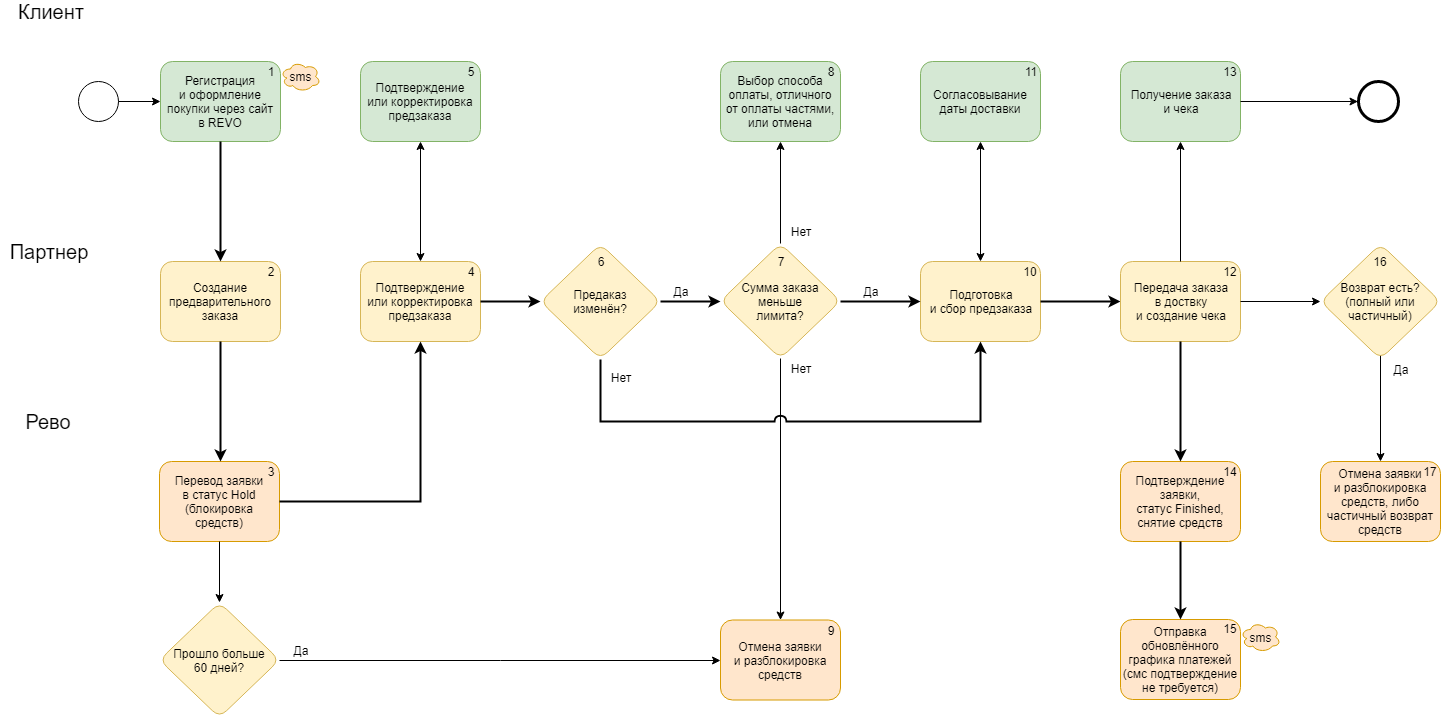 Клиент
1
Регистрация
и оформление
покупки через сайт
в REVO
sms
5
Подтверждение
или корректировка
предзаказа
8
Выбор способа
оплаты, отличного
от оплаты частями,
или отмена
11
Согласовывание
даты доставки
13
Получение заказа
и чека
Партнер
2
Создание
предварительного
заказа
4
Подтверждение
или корректировка
предзаказа
6
Предаказ
изменён?
Да
Нет
7
Сумма заказа
меньше
лимита?
Нет
Да
Нет
10
Подготовка
и сбор предзаказа
12
Передача заказа
в доствку
и создание чека
16
Возврат есть?
(полный или
частичный)
Да
Рево
3
Перевод заявки
в статус Hold
(блокировка
средств)
14
Подтверждение
заявки,
статус Finished,
снятие средств
17
Отмена заявки
и разблокировка
средств, либо
частичный возврат
средств
Прошло больше
60 дней?
Да
9
Отмена заявки
и разблокировка
средств
15
Отправка
обновлённого
графика платежей
(смс подтверждение
не требуется)
sms